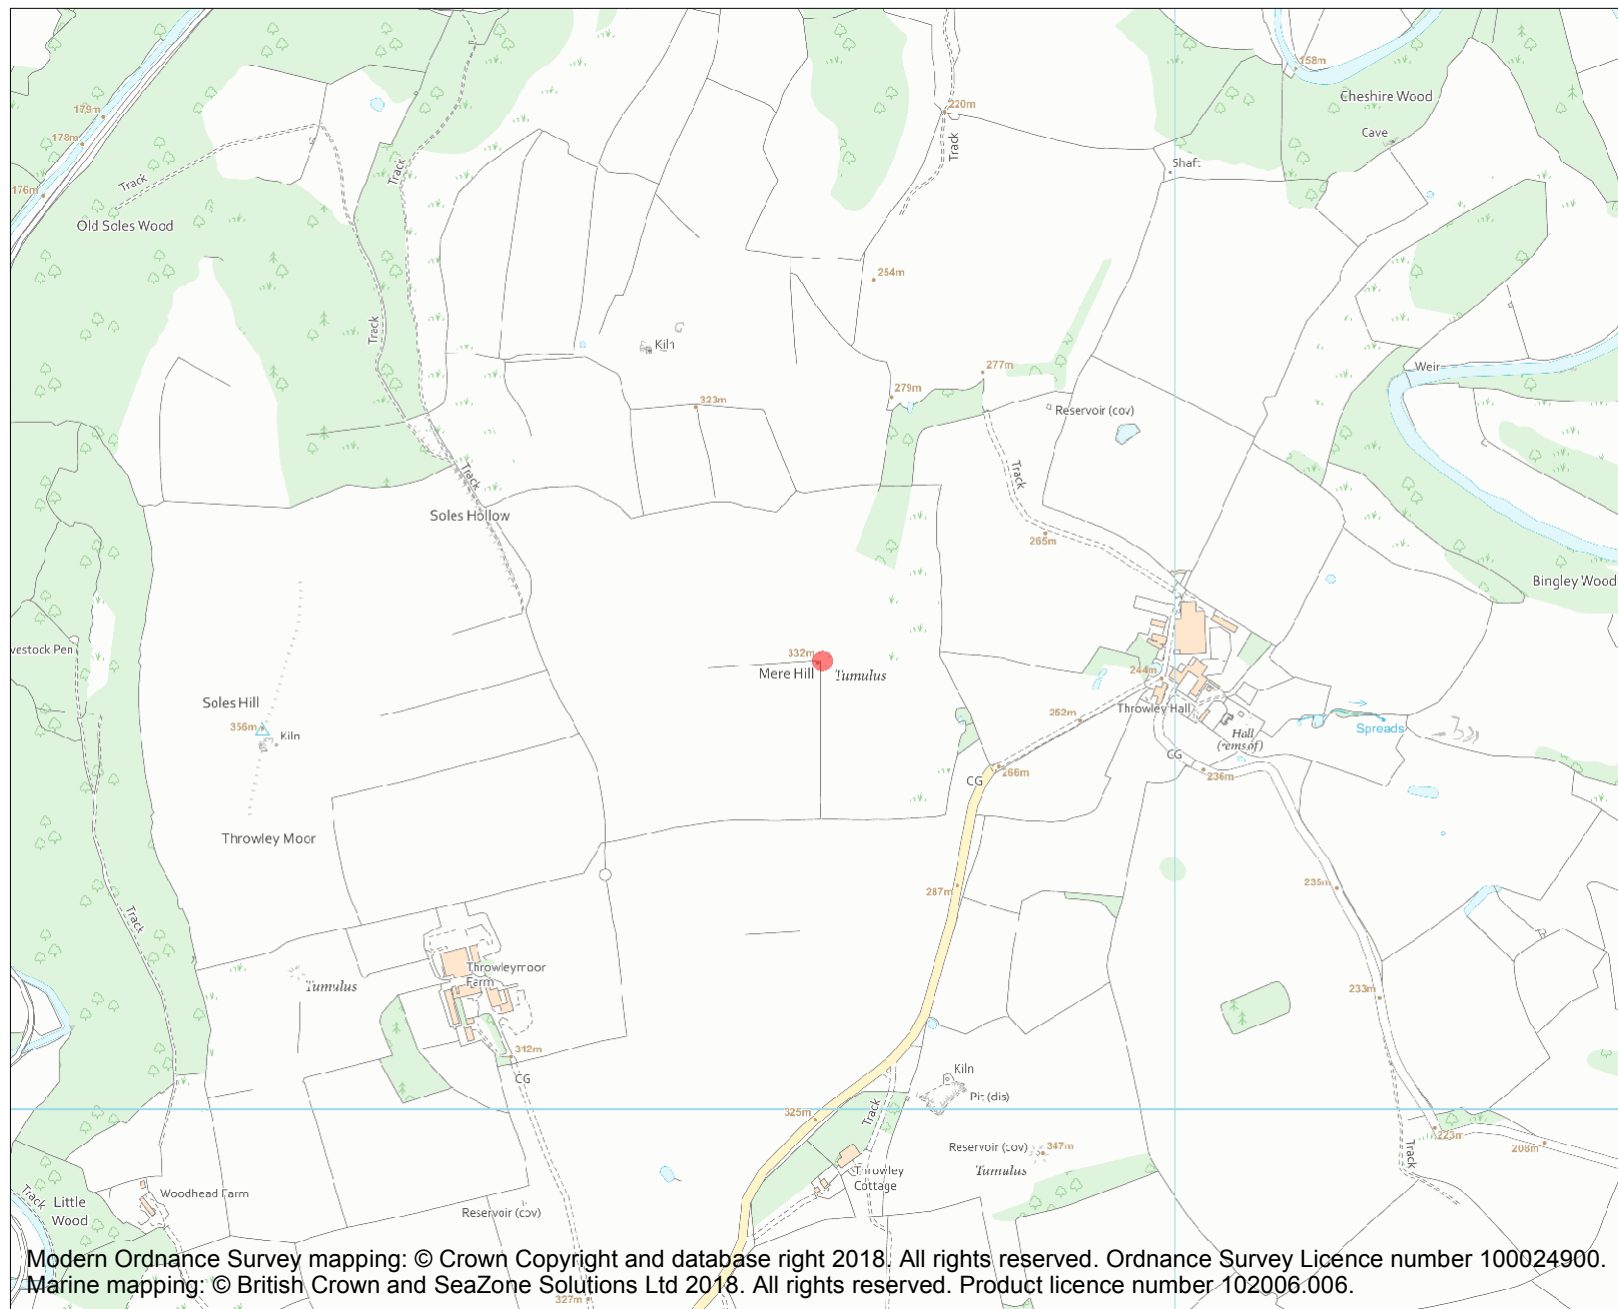 158m
Cheshire Wood
179m
220m
Cave
178m
Track
Shaft
Track
Track
176m
Old Soles Wood
254m
Track
Kiln
277m
Weir
279m
323m
Reservoir (cov)
Track
Track
Soles Hollow
265m
Bingley Wood
vestock Pen
332m
244m
Mere Hill
Tumulus
Soles Hill
252m
Throwley Hall
356m
Spreads
Kiln
Hall
(rems of)
CG
266m
CG
236m
Throwley Moor
287m
235m
Track
Throwleymoor
Farm
Tumulus
233m
312m
Kiln
CG
Pit (dis)
325m
Track
223m
Reservoir (cov)
347m
208m
Track
Tumulus
Throwley
Cottage
Woodhead Farm
Track
Little
Wood
Reservoir (cov)
Modern Ordnance Survey mapping: © Crown Copyright and database right 2018. All rights reserved. Ordnance Survey Licence number 100024900.
Marine mapping: © British Crown and SeaZone Solutions Ltd 2018. All rights reserved. Product licence number 102006.006.
327m